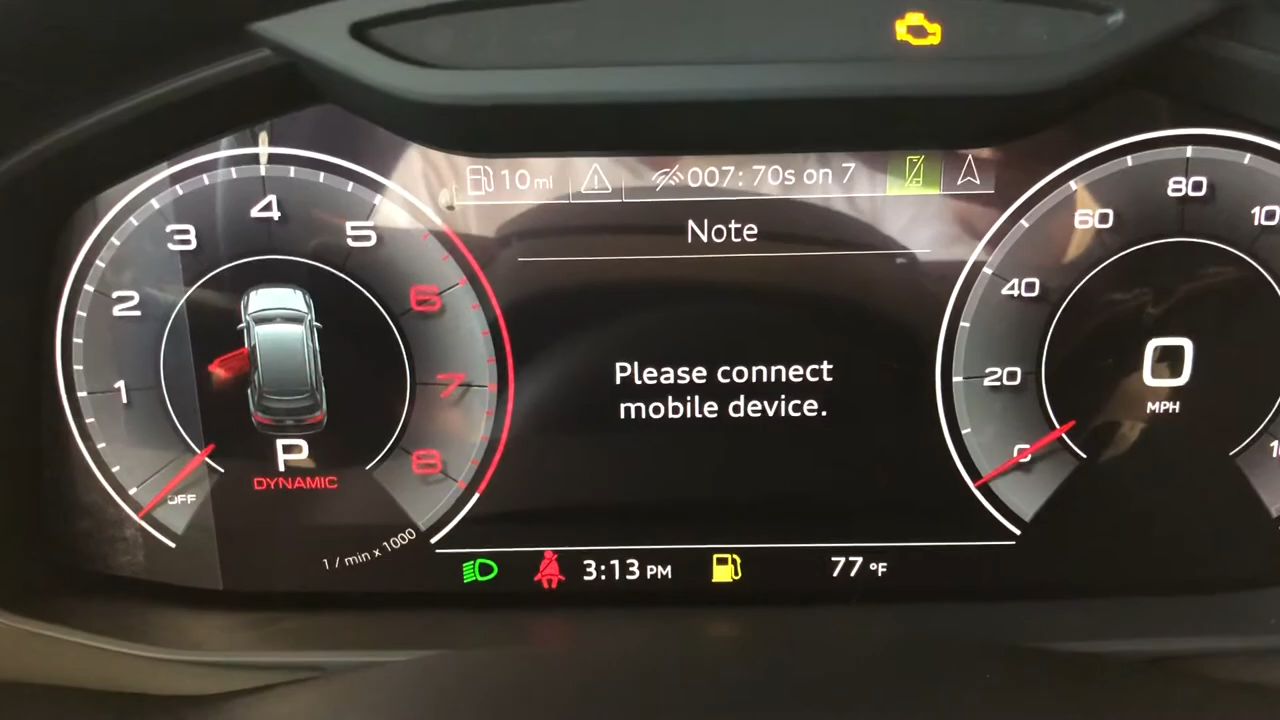 10 mi
007: 70s on 7
Note
Please connect
mobile device.
1
2
3
4
5
6
7
8
OFF
P
DYNAMIC
1 / min x 1000
0
20
40
60
80
0
MPH
3:13 PM
77 °F